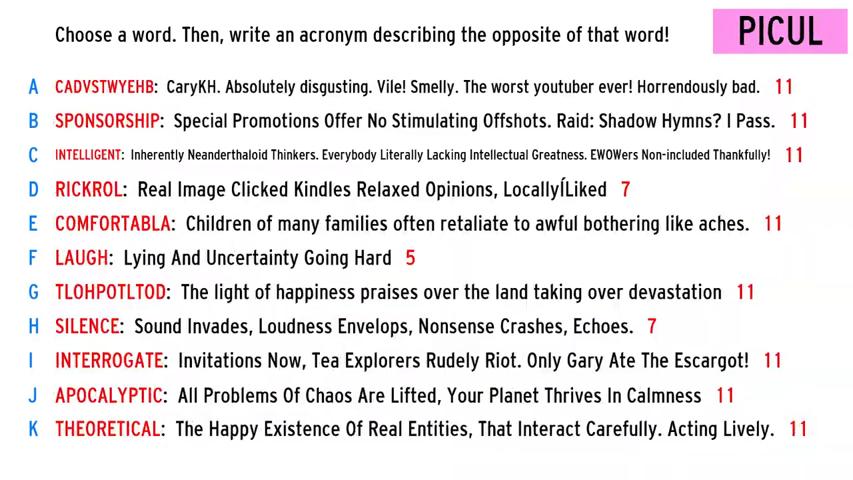 Choose a word. Then, write an acronym describing the opposite of that word!
PICUL
A CADVSTWYEHB: CaryKH. Absolutely disgusting. Vile! Smelly. The worst youtuber ever! Horrendously bad. 11
B SPONSORSHIP: Special Promotions Offer No Stimulating Offshots. Raid: Shadow Hymns? I Pass. 11
C INTELLIGENT: Inherently Neanderthaloid Thinkers. Everybody Literally Lacking Intellectual Greatness. EWOWers Non-included Thankfully! 11
D RICKROL: Real Image Clicked Kindles Relaxed Opinions, LocallyÍLiked 7
E COMFORTABLA: Children of many families often retaliate to awful bothering like aches. 11
F LAUGH: Lying And Uncertainty Going Hard 5
G TLOHPOTLTOD: The light of happiness praises over the land taking over devastation 11
H SILENCE: Sound Invades, Loudness Envelops, Nonsense Crashes, Echoes. 7
I INTERROGATE: Invitations Now, Tea Explorers Rudely Riot. Only Gary Ate The Escargot! 11
J APOCALYPTIC: All Problems Of Chaos Are Lifted, Your Planet Thrives In Calmness 11
K THEORETICAL: The Happy Existence Of Real Entities, That Interact Carefully. Acting Lively. 11